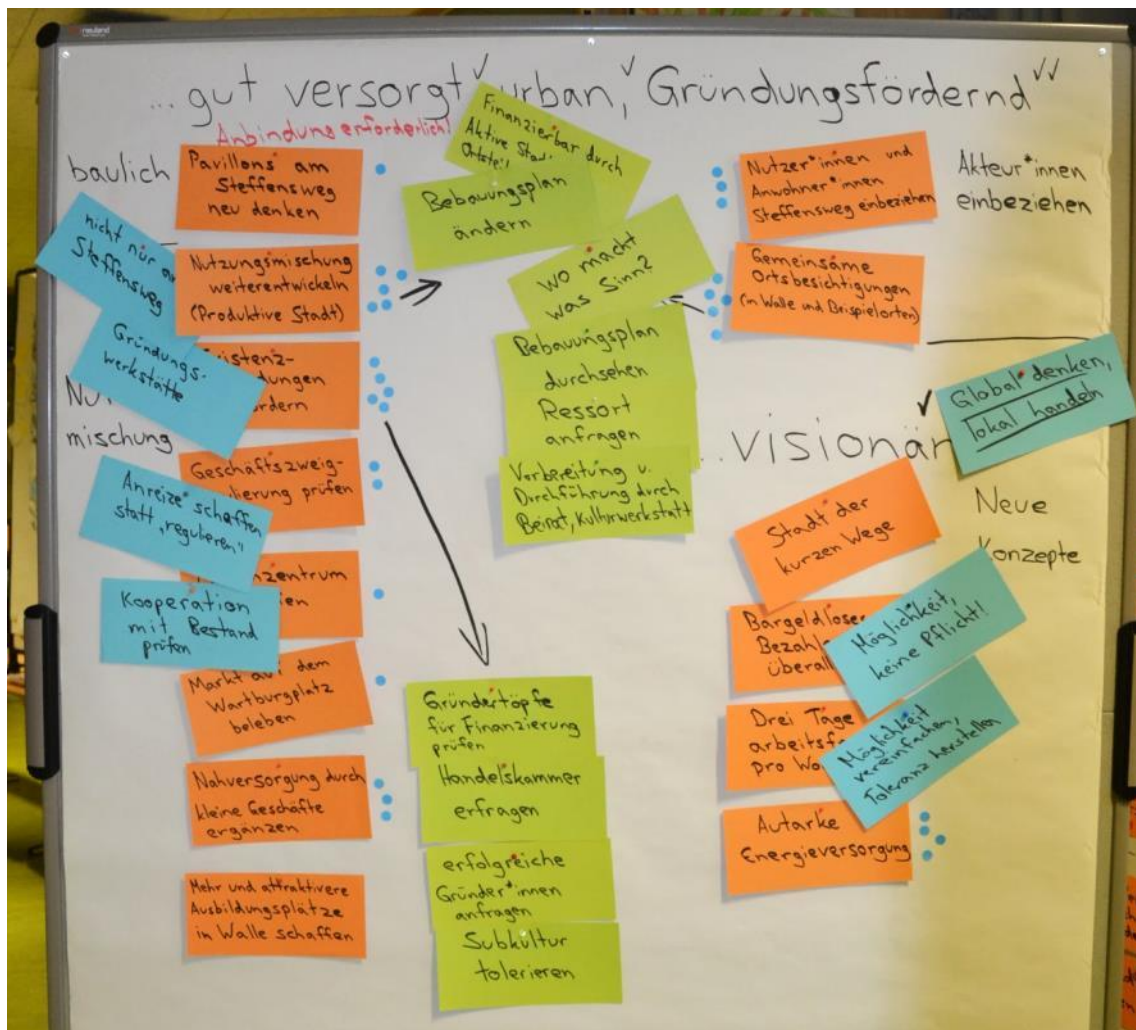 neuland
...gut versorgt, urban, Gründungsfördernd
Anbindung erforderlich!
baulich
Pavillons am
Steffensweg
neu denken
nicht nur am
Steffensweg
Nutzungsmischung
weiterentwickeln
(Produktive Stadt)
Gründungs-
werkstätte
mischung
Geschäftszweig-
prüfen
Anreize schaffen
statt „regulieren"
zentrum
Kooperation
mit Bestand
prüfen
Markt auf dem
Wartburgplatz
beleben
Nahversorgung durch
kleine Geschäfte
ergänzen
Mehr und attraktivere
Ausbildungsplätze
in Walle schaffen
Finanzierbar durch
Aktive
Bebauungsplan
ändern
Wo macht
was Sinn?
Bebauungsplan
durchsehen
Ressort
anfragen
Vorbereitung u.
Durchführung durch
Beirat, Kulturwerkstatt
Gründertöpfe
für Finanzierung
prüfen
Handelskammer
erfragen
erfolgreiche
Gründer*innen
anfragen
Subkultur
tolerieren
Nutzer*innen und
Anwohner*innen
Steffensweg einbeziehen
Akteur*innen
einbeziehen
Gemeinsame
Ortsbesichtigungen
(in Walle und Beispielorten)
Global denken,
lokal handeln
...visionär
Neue
Konzepte
Stadt der
kurzen Wege
Bargeldlose
überall
Möglichkeit,
keine Pflicht!
Drei Tage
pro
Möglichkeit
vereinfachen,
Toleranz herstellen
Autarke
Energieversorgung